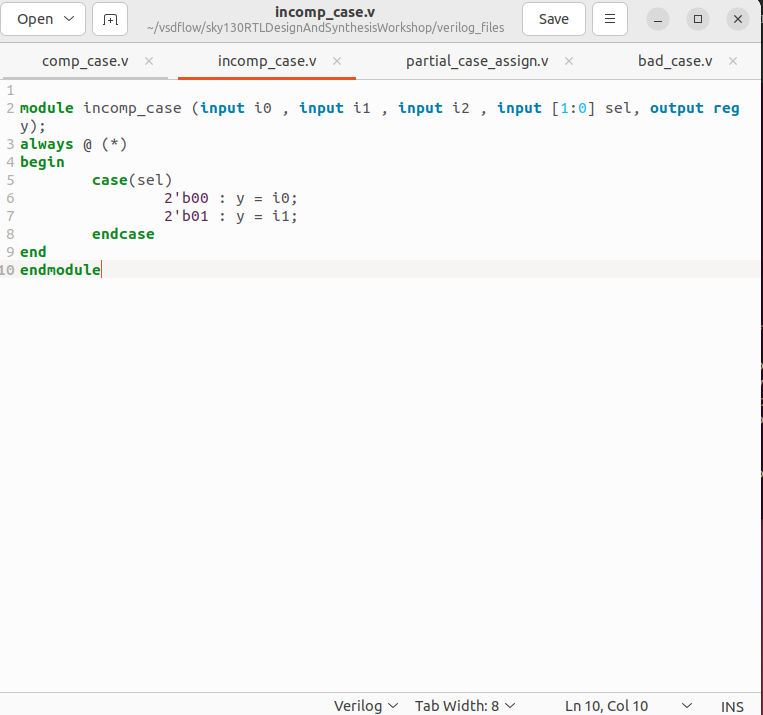 Open
incomp_case.v
~/vsdflow/sky130RTLDesignAndSynthesisWorkshop/verilog_files
Save
comp_case.v
incomp_case.v
partial_case_assign.v
bad_case.v
1
2 module incomp_case (input i0 , input i1 , input i2 , input [1:0] sel, output reg
y);
3 always @ (*)
4 begin
5 case(sel)
6 2'b00 : y = i0;
7 2'b01 : y = i1;
8 endcase
9 end
10 endmodule
Verilog Tab Width: 8 Ln 10, Col 10 INS